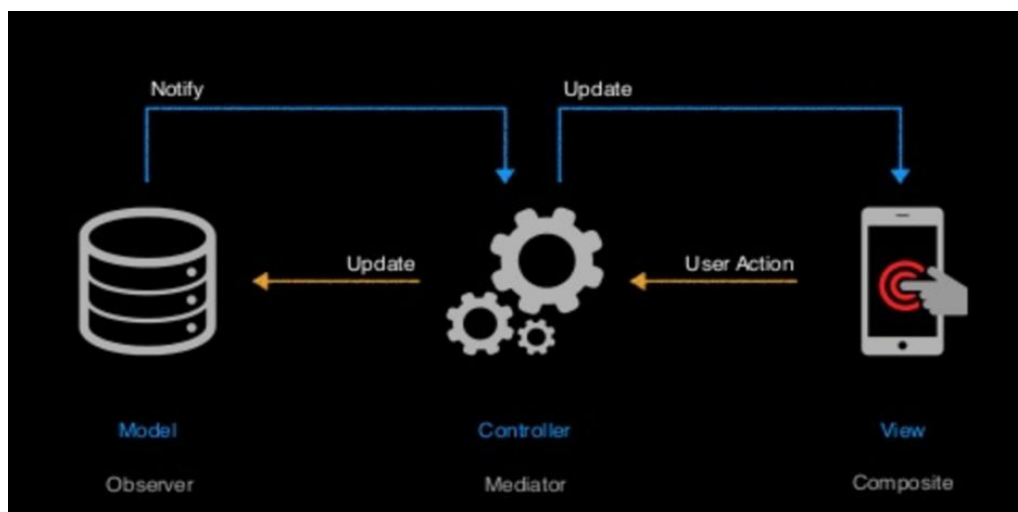 Notify
Update
Update
User Action
Model
Controller
View
Observer
Mediator
Composite